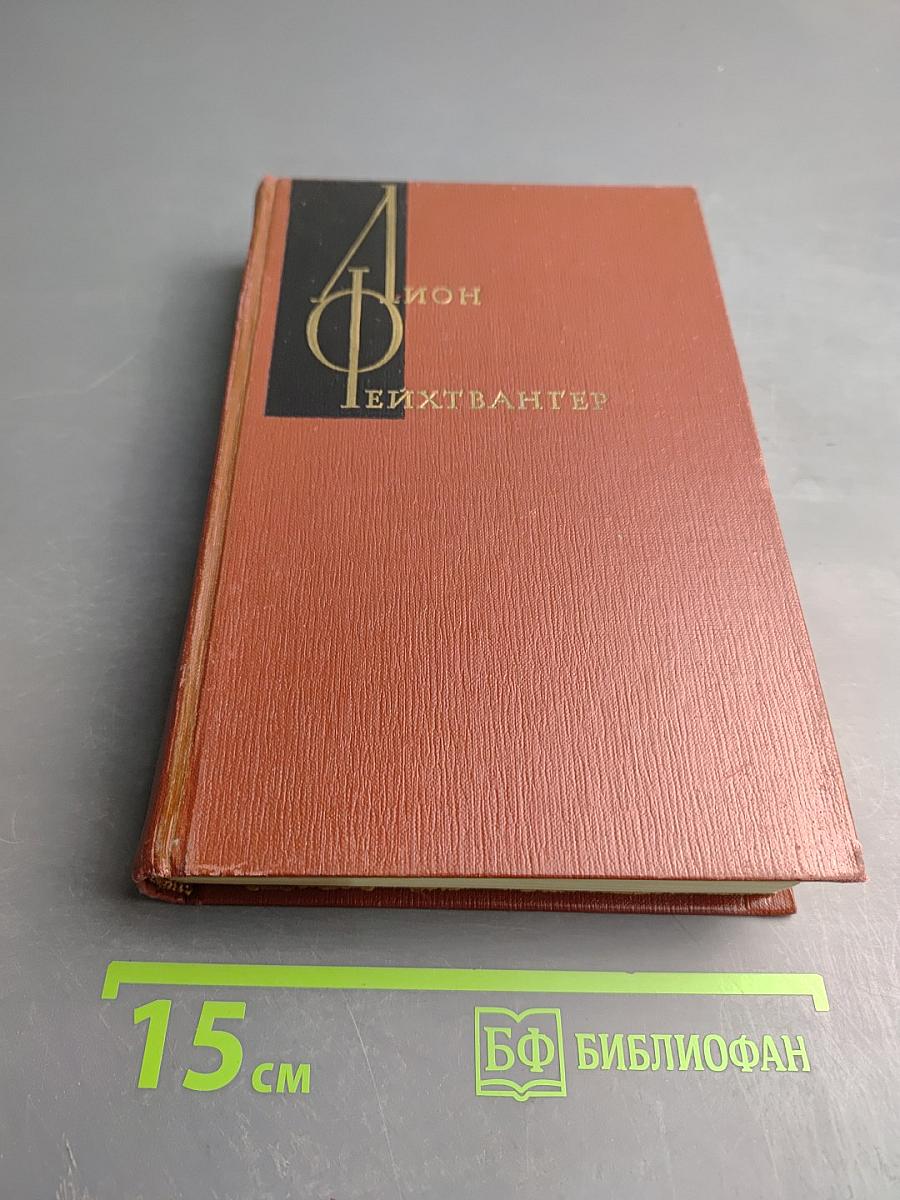 Лион
Фейхтвангер
15 см
БФ БИБЛИОФАН